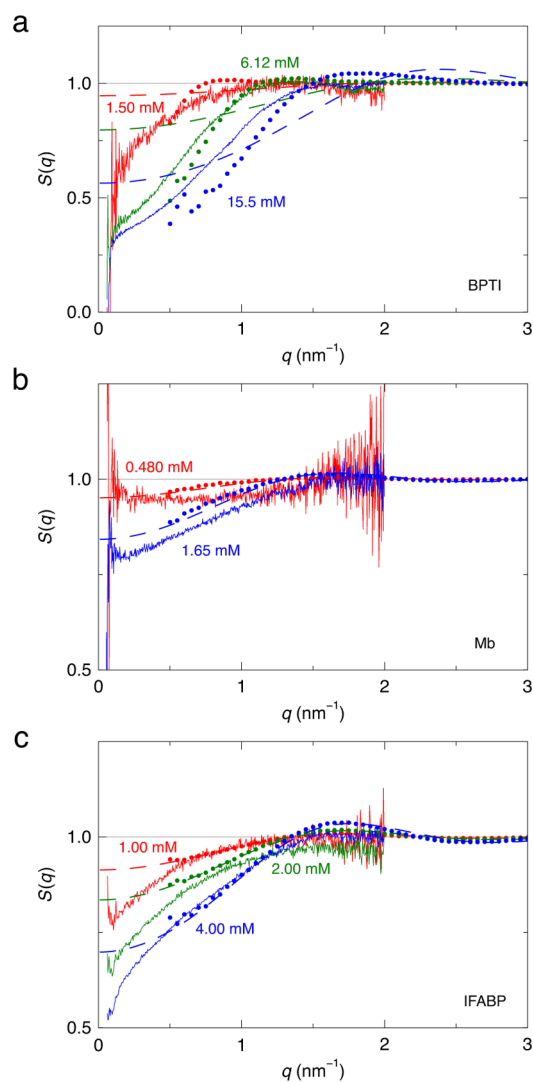 a
1.0
0.5
0.0
S(q)
6.12 mM
1.50 mM
15.5 mM
BPTI
0
1
2
3
q (nm⁻¹)
b
1.0
0.5
S(q)
0.480 mM
1.65 mM
Mb
0
1
2
3
q (nm⁻¹)
c
1.0
0.5
S(q)
1.00 mM
2.00 mM
4.00 mM
IFABP
0
1
2
3
q (nm⁻¹)